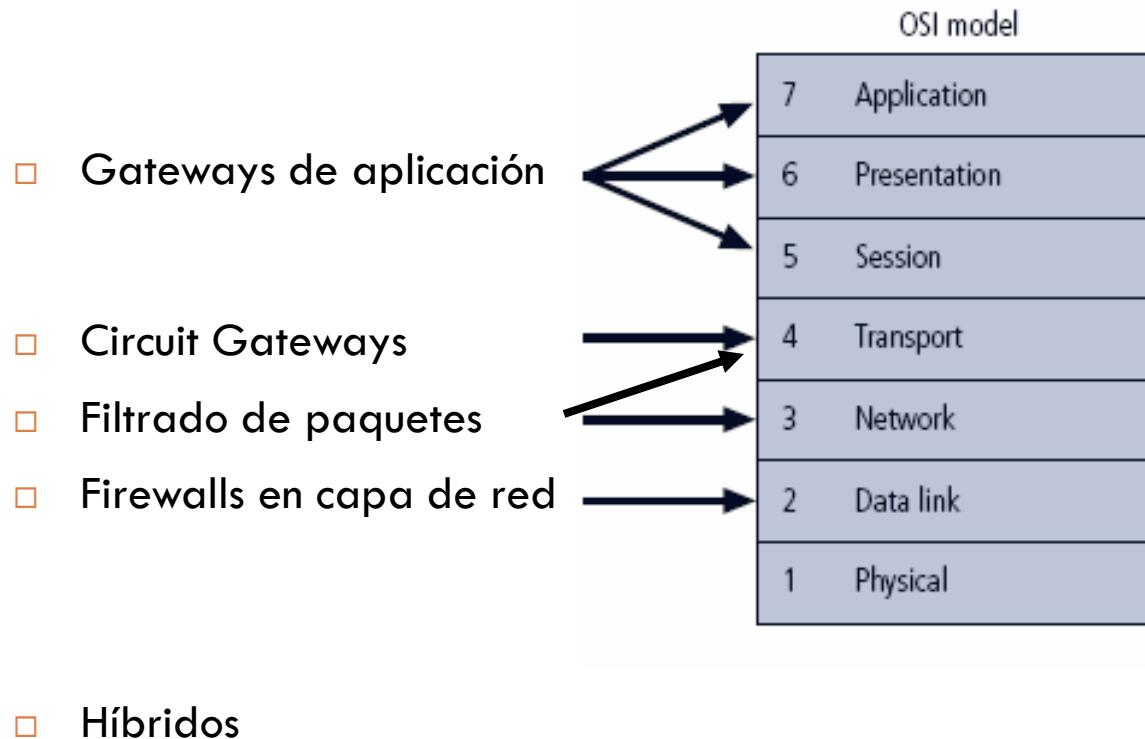 OSI model
7 Application
Gateways de aplicación
6 Presentation
5 Session
Circuit Gateways
4 Transport
Filtrado de paquetes
3 Network
Firewalls en capa de red
2 Data link
1 Physical
Híbridos